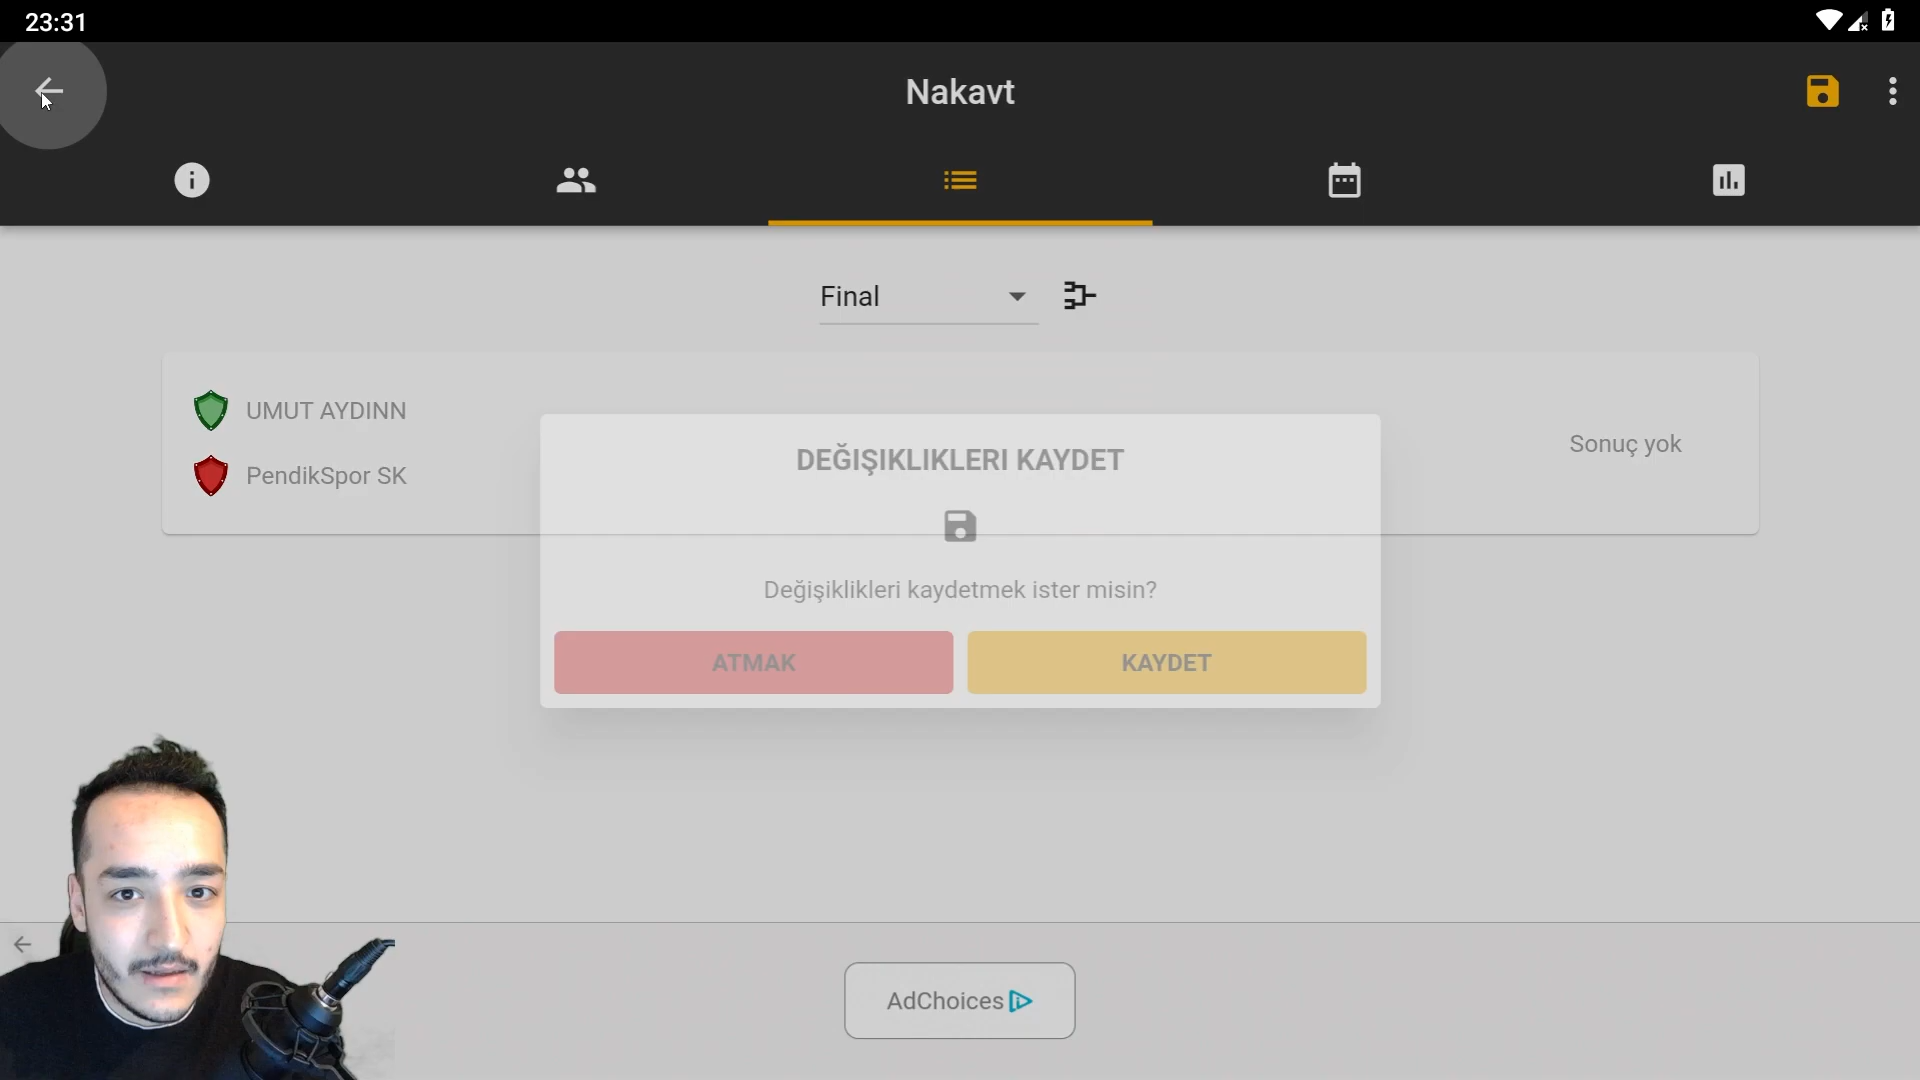 23:31
Nakavt
Final
UMUT AYDINN
PendikSpor SK
Sonuç yok
DEĞIŞIKLIKLERI KAYDET
Değişiklikleri kaydetmek ister misin?
ATMAK
KAYDET
AdChoices